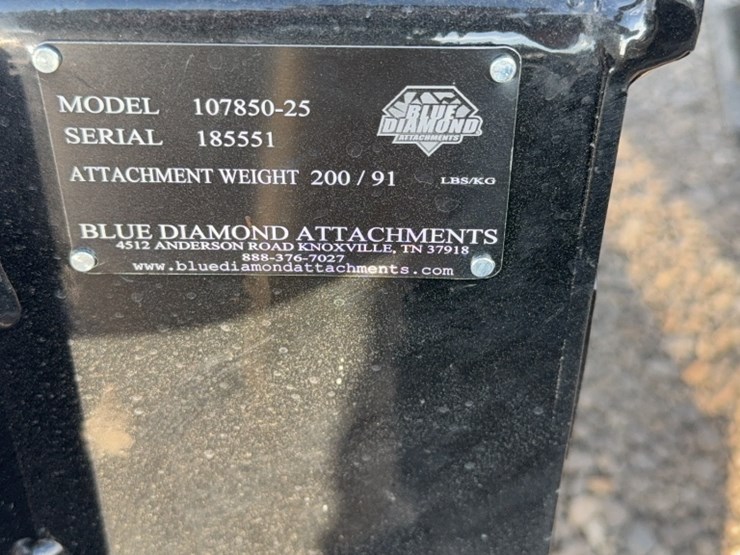 MODEL 107850-25
BLUE
DIAMOND
ATTACHMENTS
SERIAL 185551
ATTACHMENT WEIGHT 200 / 91 LBS/KG
BLUE DIAMOND ATTACHMENTS
4512 ANDERSON ROAD KNOXVILLE, TN 37918
888-376-7027
www.bluediamondattachments.com